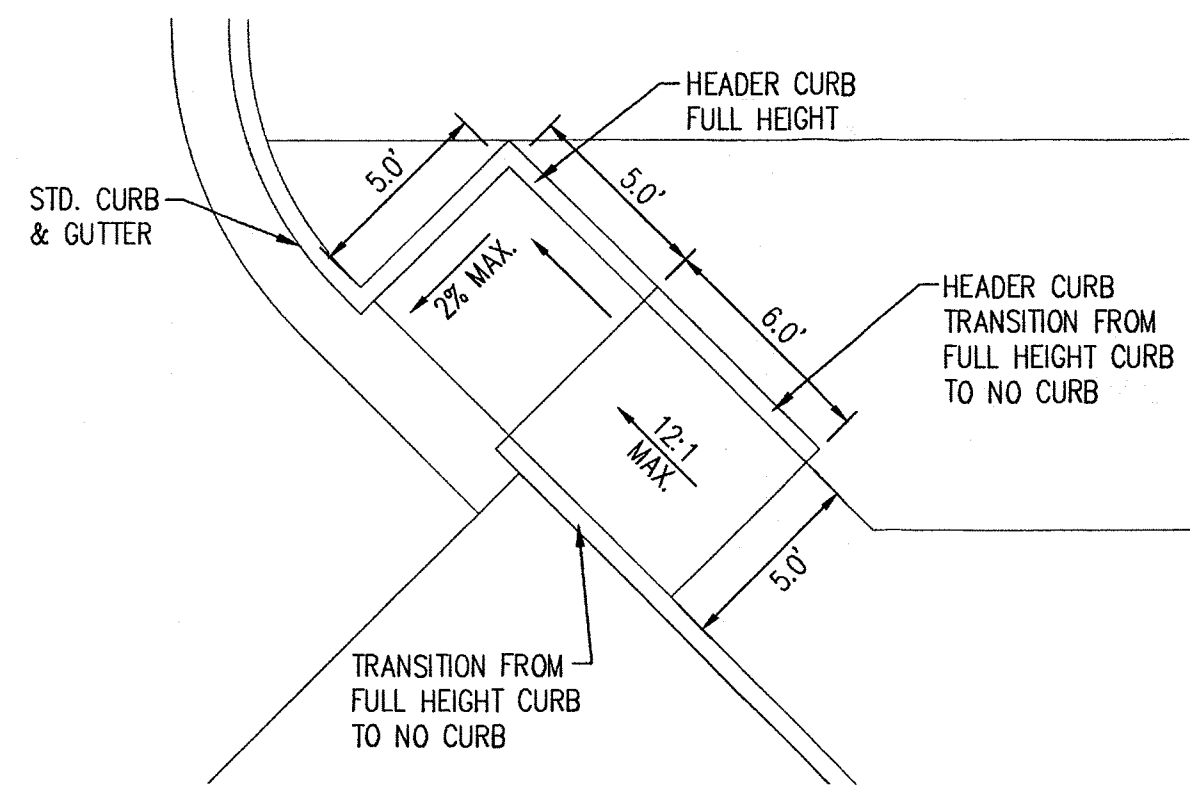 HEADER CURB
FULL HEIGHT
5.0'
5.0'
STD. CURB
& GUTTER
2% MAX.
6.0'
HEADER CURB
TRANSITION FROM
FULL HEIGHT CURB
TO NO CURB
12:1
MAX.
5.0'
TRANSITION FROM
FULL HEIGHT CURB
TO NO CURB